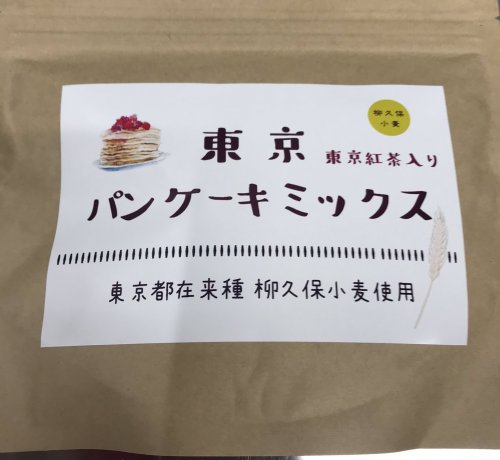 柳久保
小麦
東京
東京紅茶入り
パンケーキミックス
東京都在来種 柳久保小麦使用